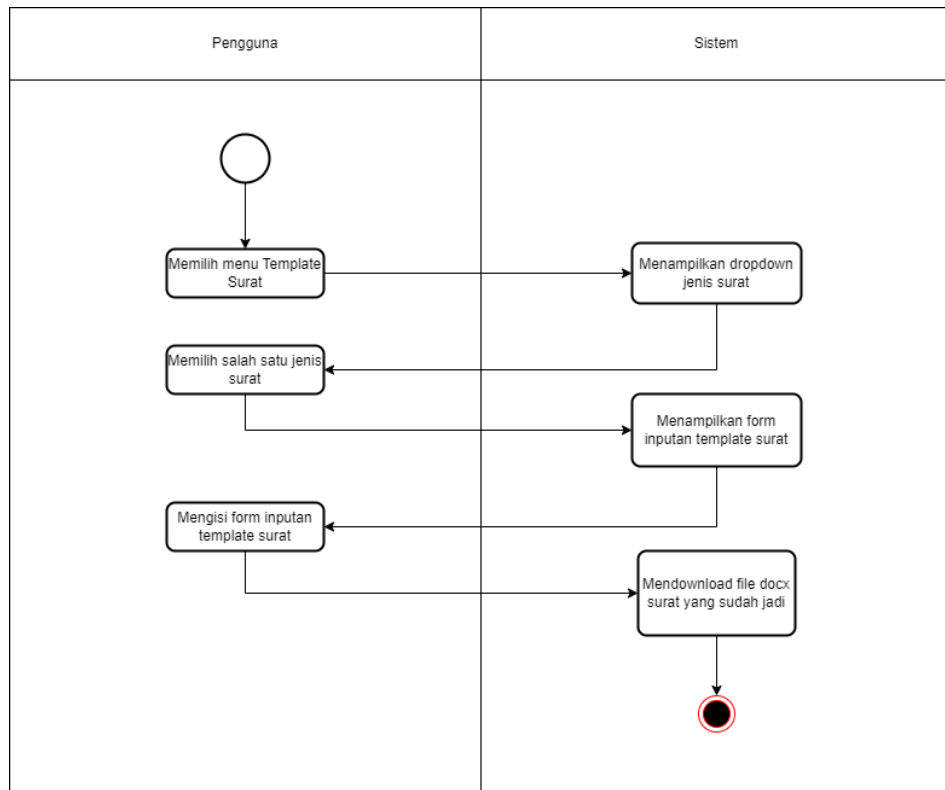 Pengguna
Sistem
Memilih menu Template
Surat
Menampilkan dropdown
jenis surat
Memilih salah satu jenis
surat
Menampilkan form
inputan template surat
Mengisi form inputan
template surat
Mendownload file docx
surat yang sudah jadi